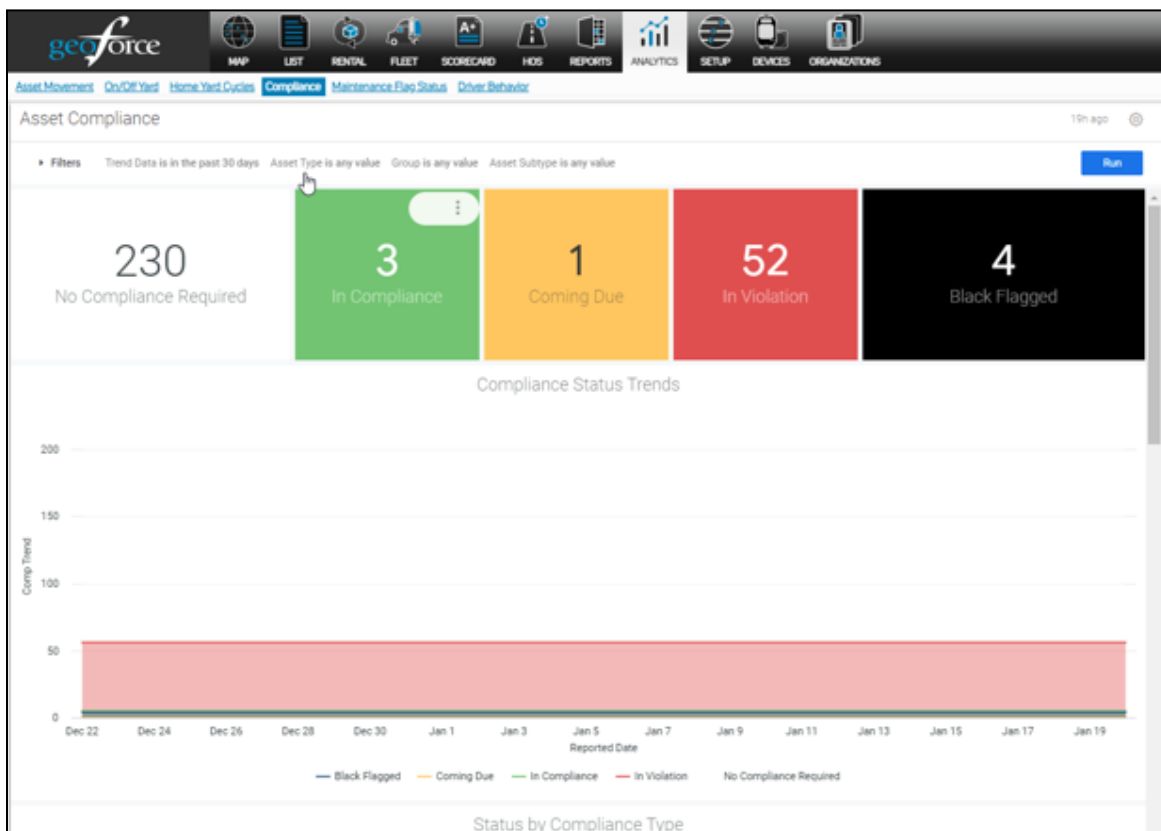 geoforce
MAP LIST RENTAL FLEET SCORECARD HOS REPORTS ANALYTICS SETUP DEVICES ORGANIZATIONS
Asset Movement On/Off Yard Home Yard Cycles Compliance Maintenance Flag Status Driver Behavior
Asset Compliance 19h ago
Filters Trend Data is in the past 30 days Asset Type is any value Group is any value Asset Subtype is any value Run
230 3 1 52 4
No Compliance Required In Compliance Coming Due In Violation Black Flagged
Compliance Status Trends
200
150
100
50
0
Comp Trend
Dec 22 Dec 24 Dec 26 Dec 28 Dec 30 Jan 1 Jan 3 Jan 5 Jan 7 Jan 9 Jan 11 Jan 13 Jan 15 Jan 17 Jan 19
Reported Date
Black Flagged Coming Due In Compliance In Violation No Compliance Required
Status by Compliance Type